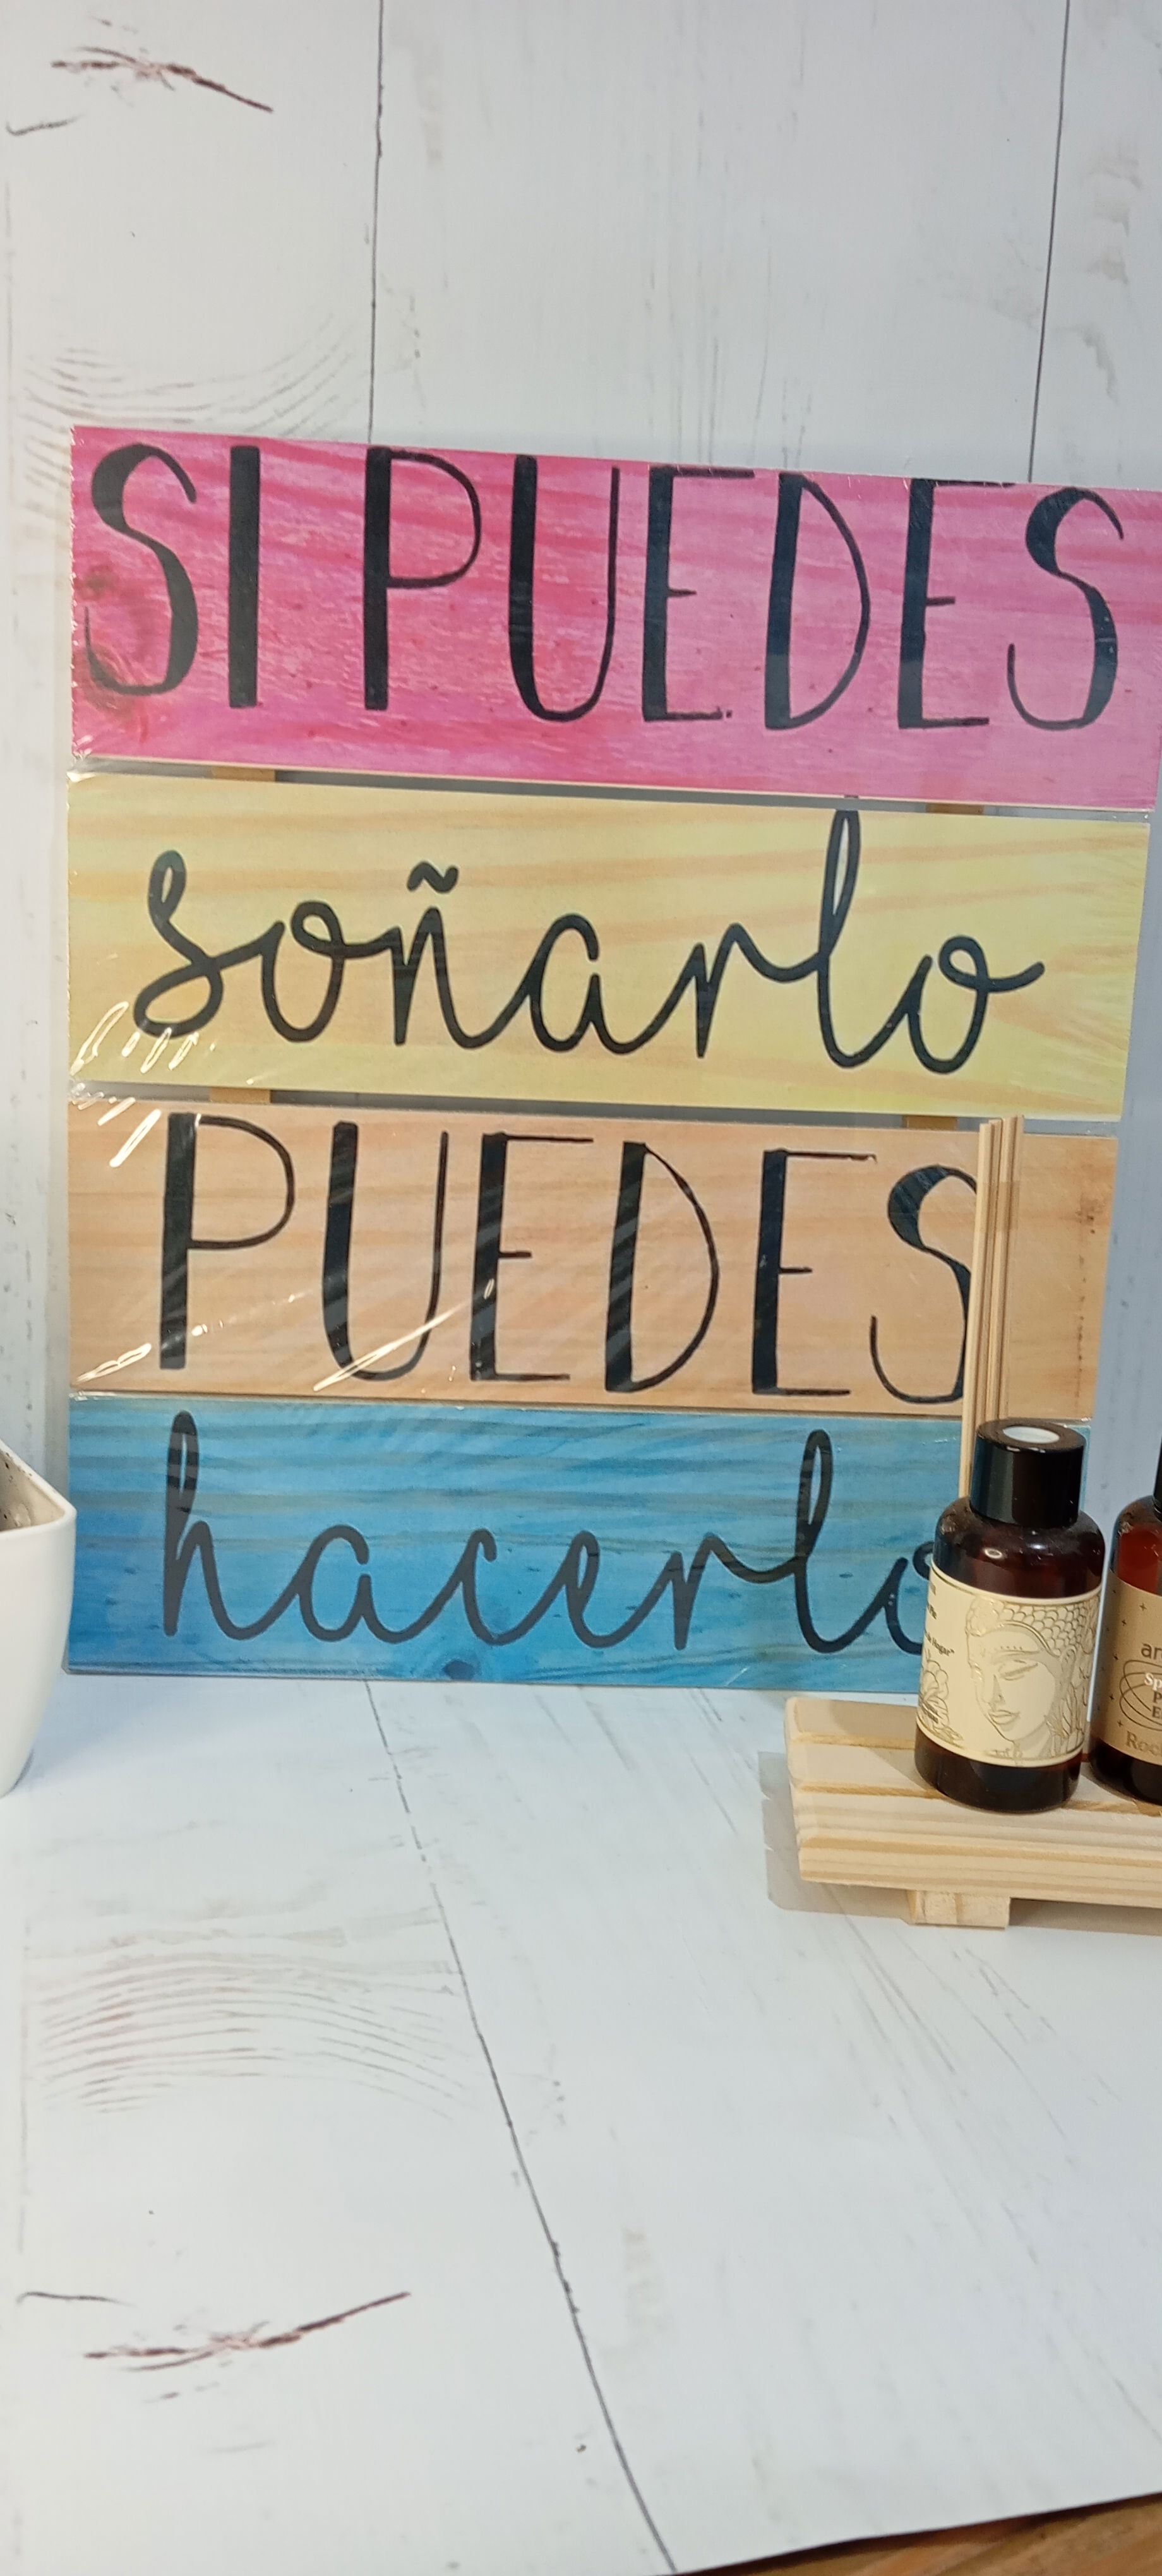 SI PUEDES
soñarlo
PUEDES
hacerlo